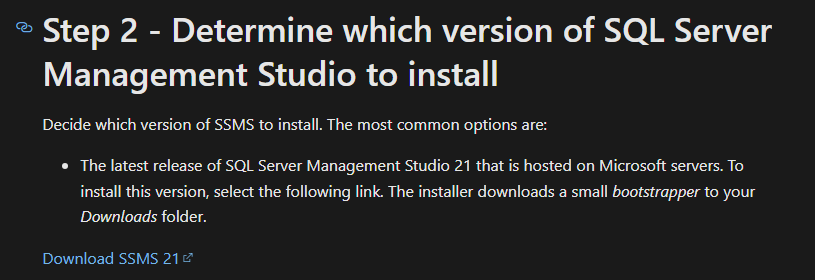 Step 2 - Determine which version of SQL Server
Management Studio to install
Decide which version of SSMS to install. The most common options are:
• The latest release of SQL Server Management Studio 21 that is hosted on Microsoft servers. To
install this version, select the following link. The installer downloads a small bootstrapper to your
Downloads folder.
Download SSMS 21